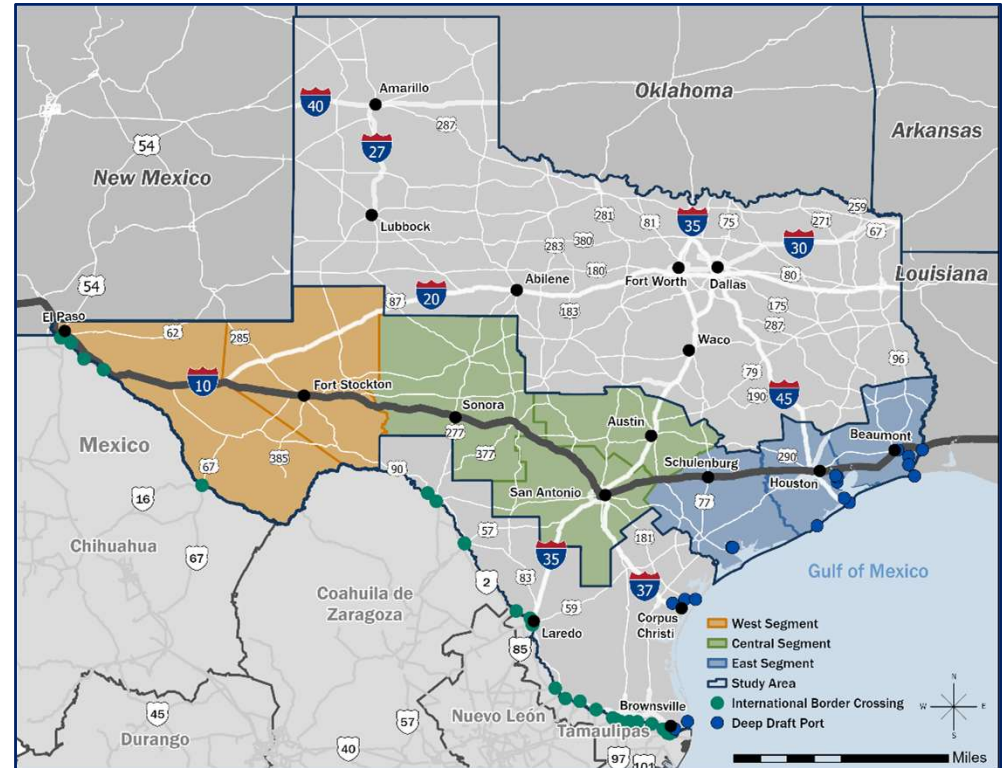 Oklahoma
Arkansas
New Mexico
Louisiana
Amarillo
40
287
27
54
Lubbock
281
81
35
75
271
259
67
30
283
380
180
Abilene
Fort Worth
Dallas
80
54
87
20
183
175
287
El Paso
62
285
Waco
96
10
Fort Stockton
79
190
45
Sonora
277
Austin
Beaumont
Mexico
385
377
Schulenburg
290
Houston
67
90
San Antonio
77
16
57
181
Chihuahua
35
Gulf of Mexico
67
2
83
37
Coahuila de
Zaragoza
59
Corpus
Christi
Laredo
85
West Segment
Central Segment
East Segment
Study Area
International Border Crossing
Deep Draft Port
N
W
E
S
Miles
45
Durango
57
Nuevo León
Brownsville
Tamaulipas
40
97
101